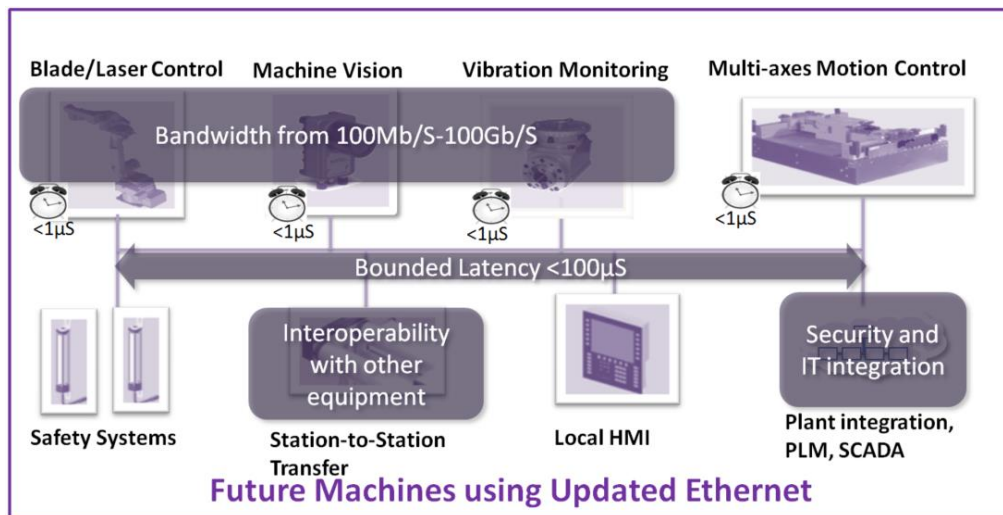 Blade/Laser Control
Machine Vision
Vibration Monitoring
Multi-axes Motion Control
Bandwidth from 100Mb/S-100Gb/S
<1µS
<1µS
<1µS
<1µS
Bounded Latency <100µS
Interoperability
with other
equipment
Security and
IT integration
Safety Systems
Station-to-Station
Transfer
Local HMI
Plant integration,
PLM, SCADA
Future Machines using Updated Ethernet